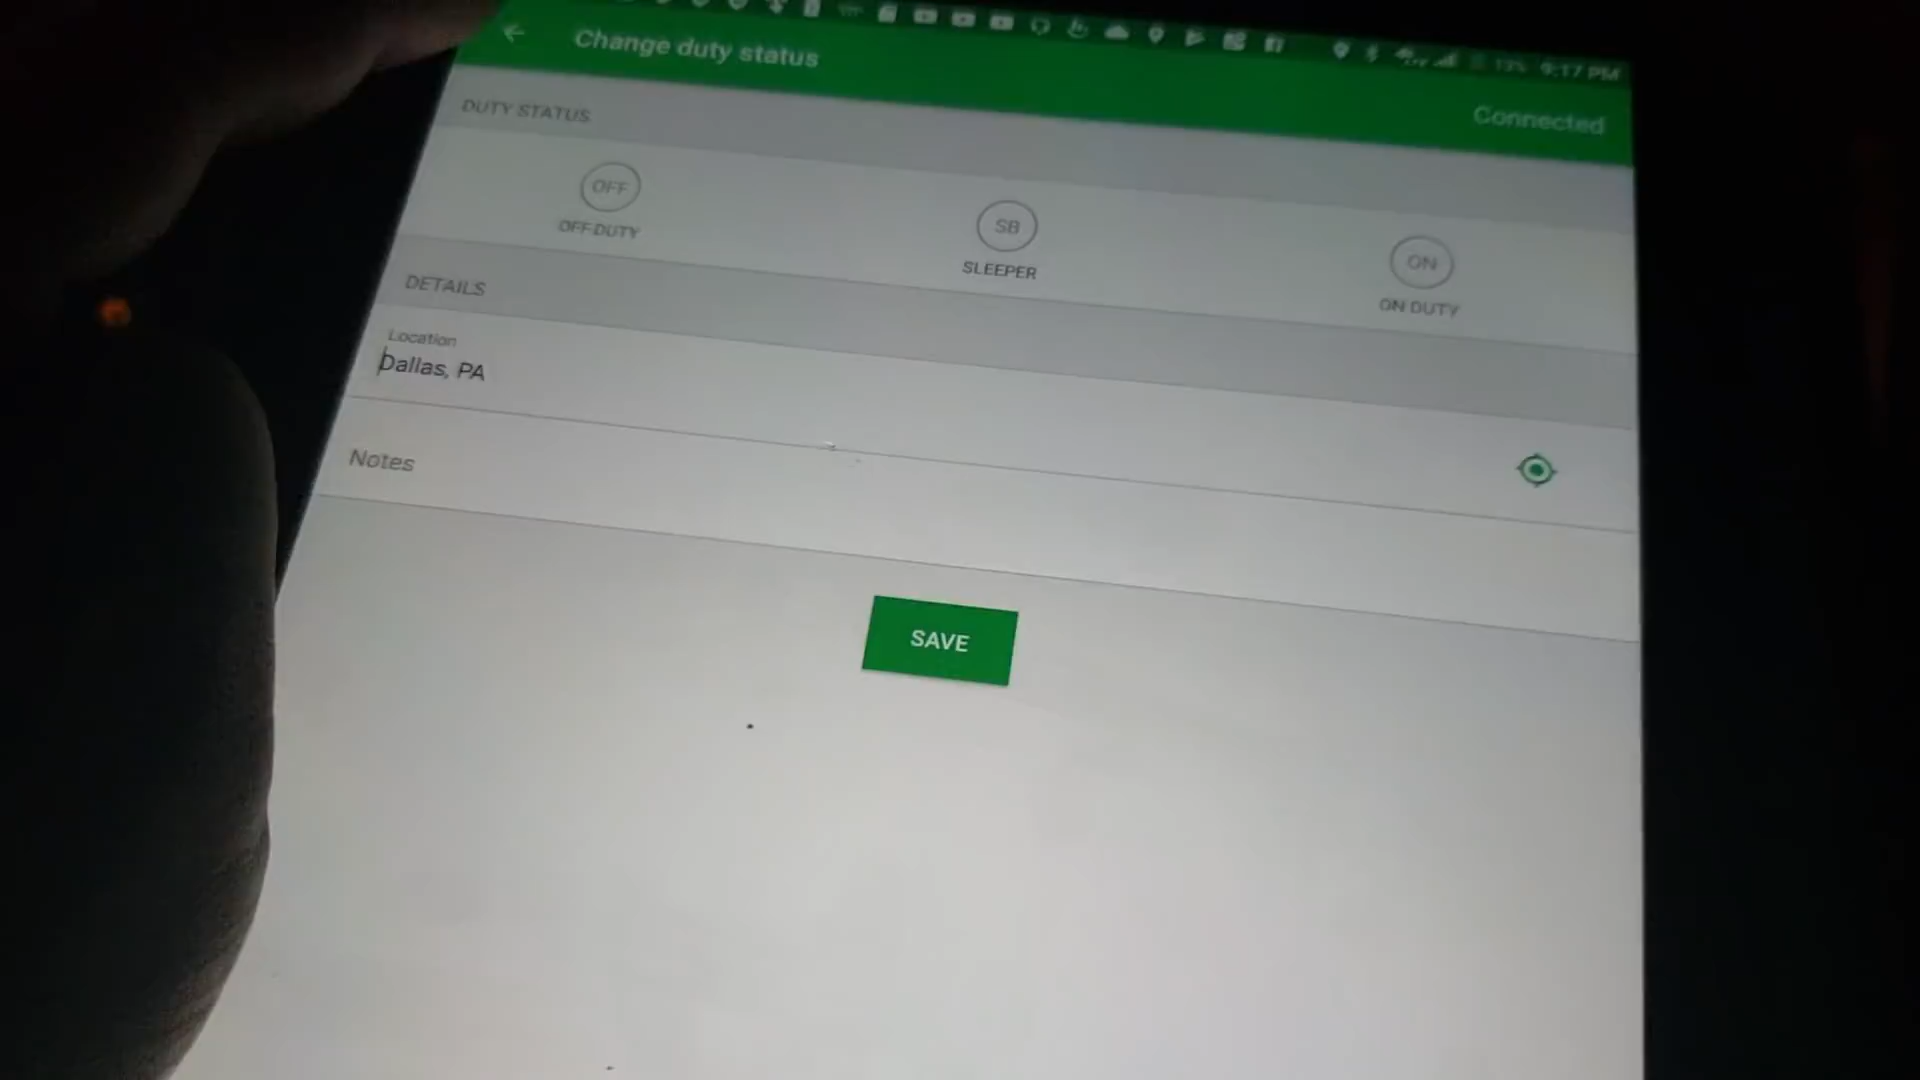 13% 9:17 PM
Change duty status
Connected
DUTY STATUS
OFF
OFF DUTY
SB
SLEEPER
ON
ON DUTY
DETAILS
Location
Dallas, PA
Notes
SAVE